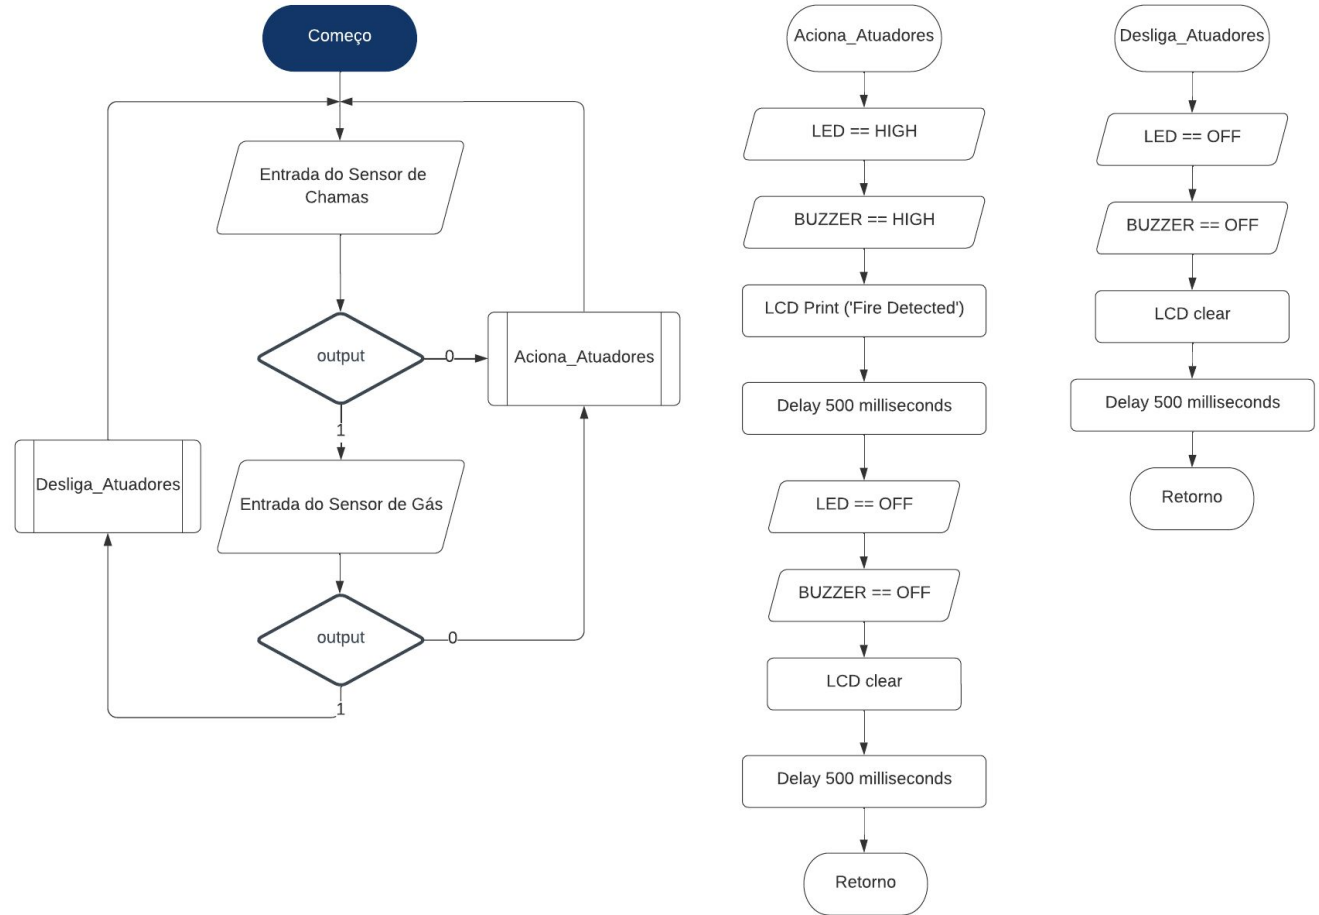 Começo
Entrada do Sensor de
Chamas
output
0
Aciona_Atuadores
1
Desliga_Atuadores
Entrada do Sensor de Gás
output
0
1
Aciona_Atuadores
LED == HIGH
BUZZER == HIGH
LCD Print ('Fire Detected')
Delay 500 milliseconds
LED == OFF
BUZZER == OFF
LCD clear
Delay 500 milliseconds
Retorno
Desliga_Atuadores
LED == OFF
BUZZER == OFF
LCD clear
Delay 500 milliseconds
Retorno